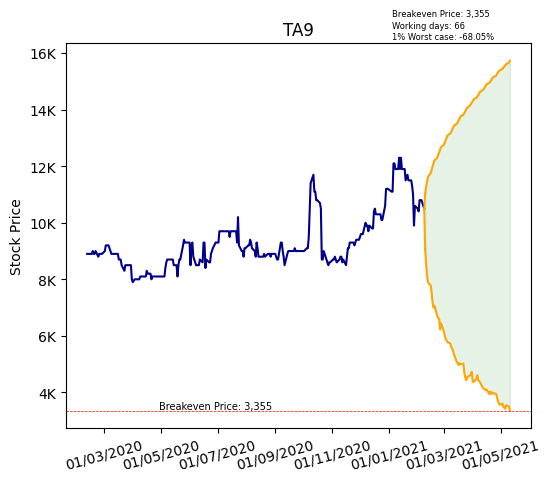 Breakeven Price: 3,355
Working days: 66
1% Worst case: -68.05%
TA9
Stock Price
16K
14K
12K
10K
8K
6K
4K
Breakeven Price: 3,355
01/03/2020 01/05/2020 01/07/2020 01/09/2020 01/11/2020 01/01/2021 01/03/2021 01/05/2021